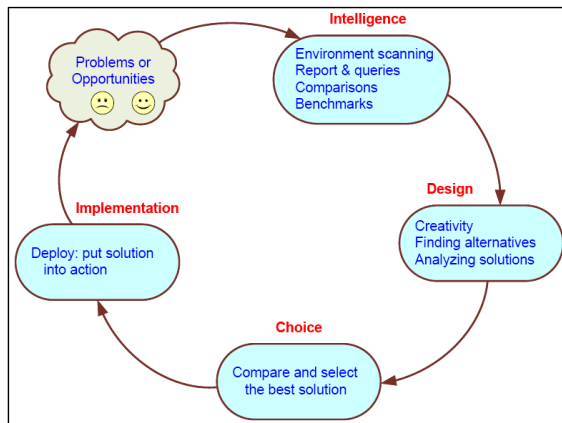 Problems or
Opportunities
Intelligence
Environment scanning
Report & queries
Comparisons
Benchmarks
Design
Creativity
Finding alternatives
Analyzing solutions
Choice
Compare and select
the best solution
Implementation
Deploy: put solution
into action